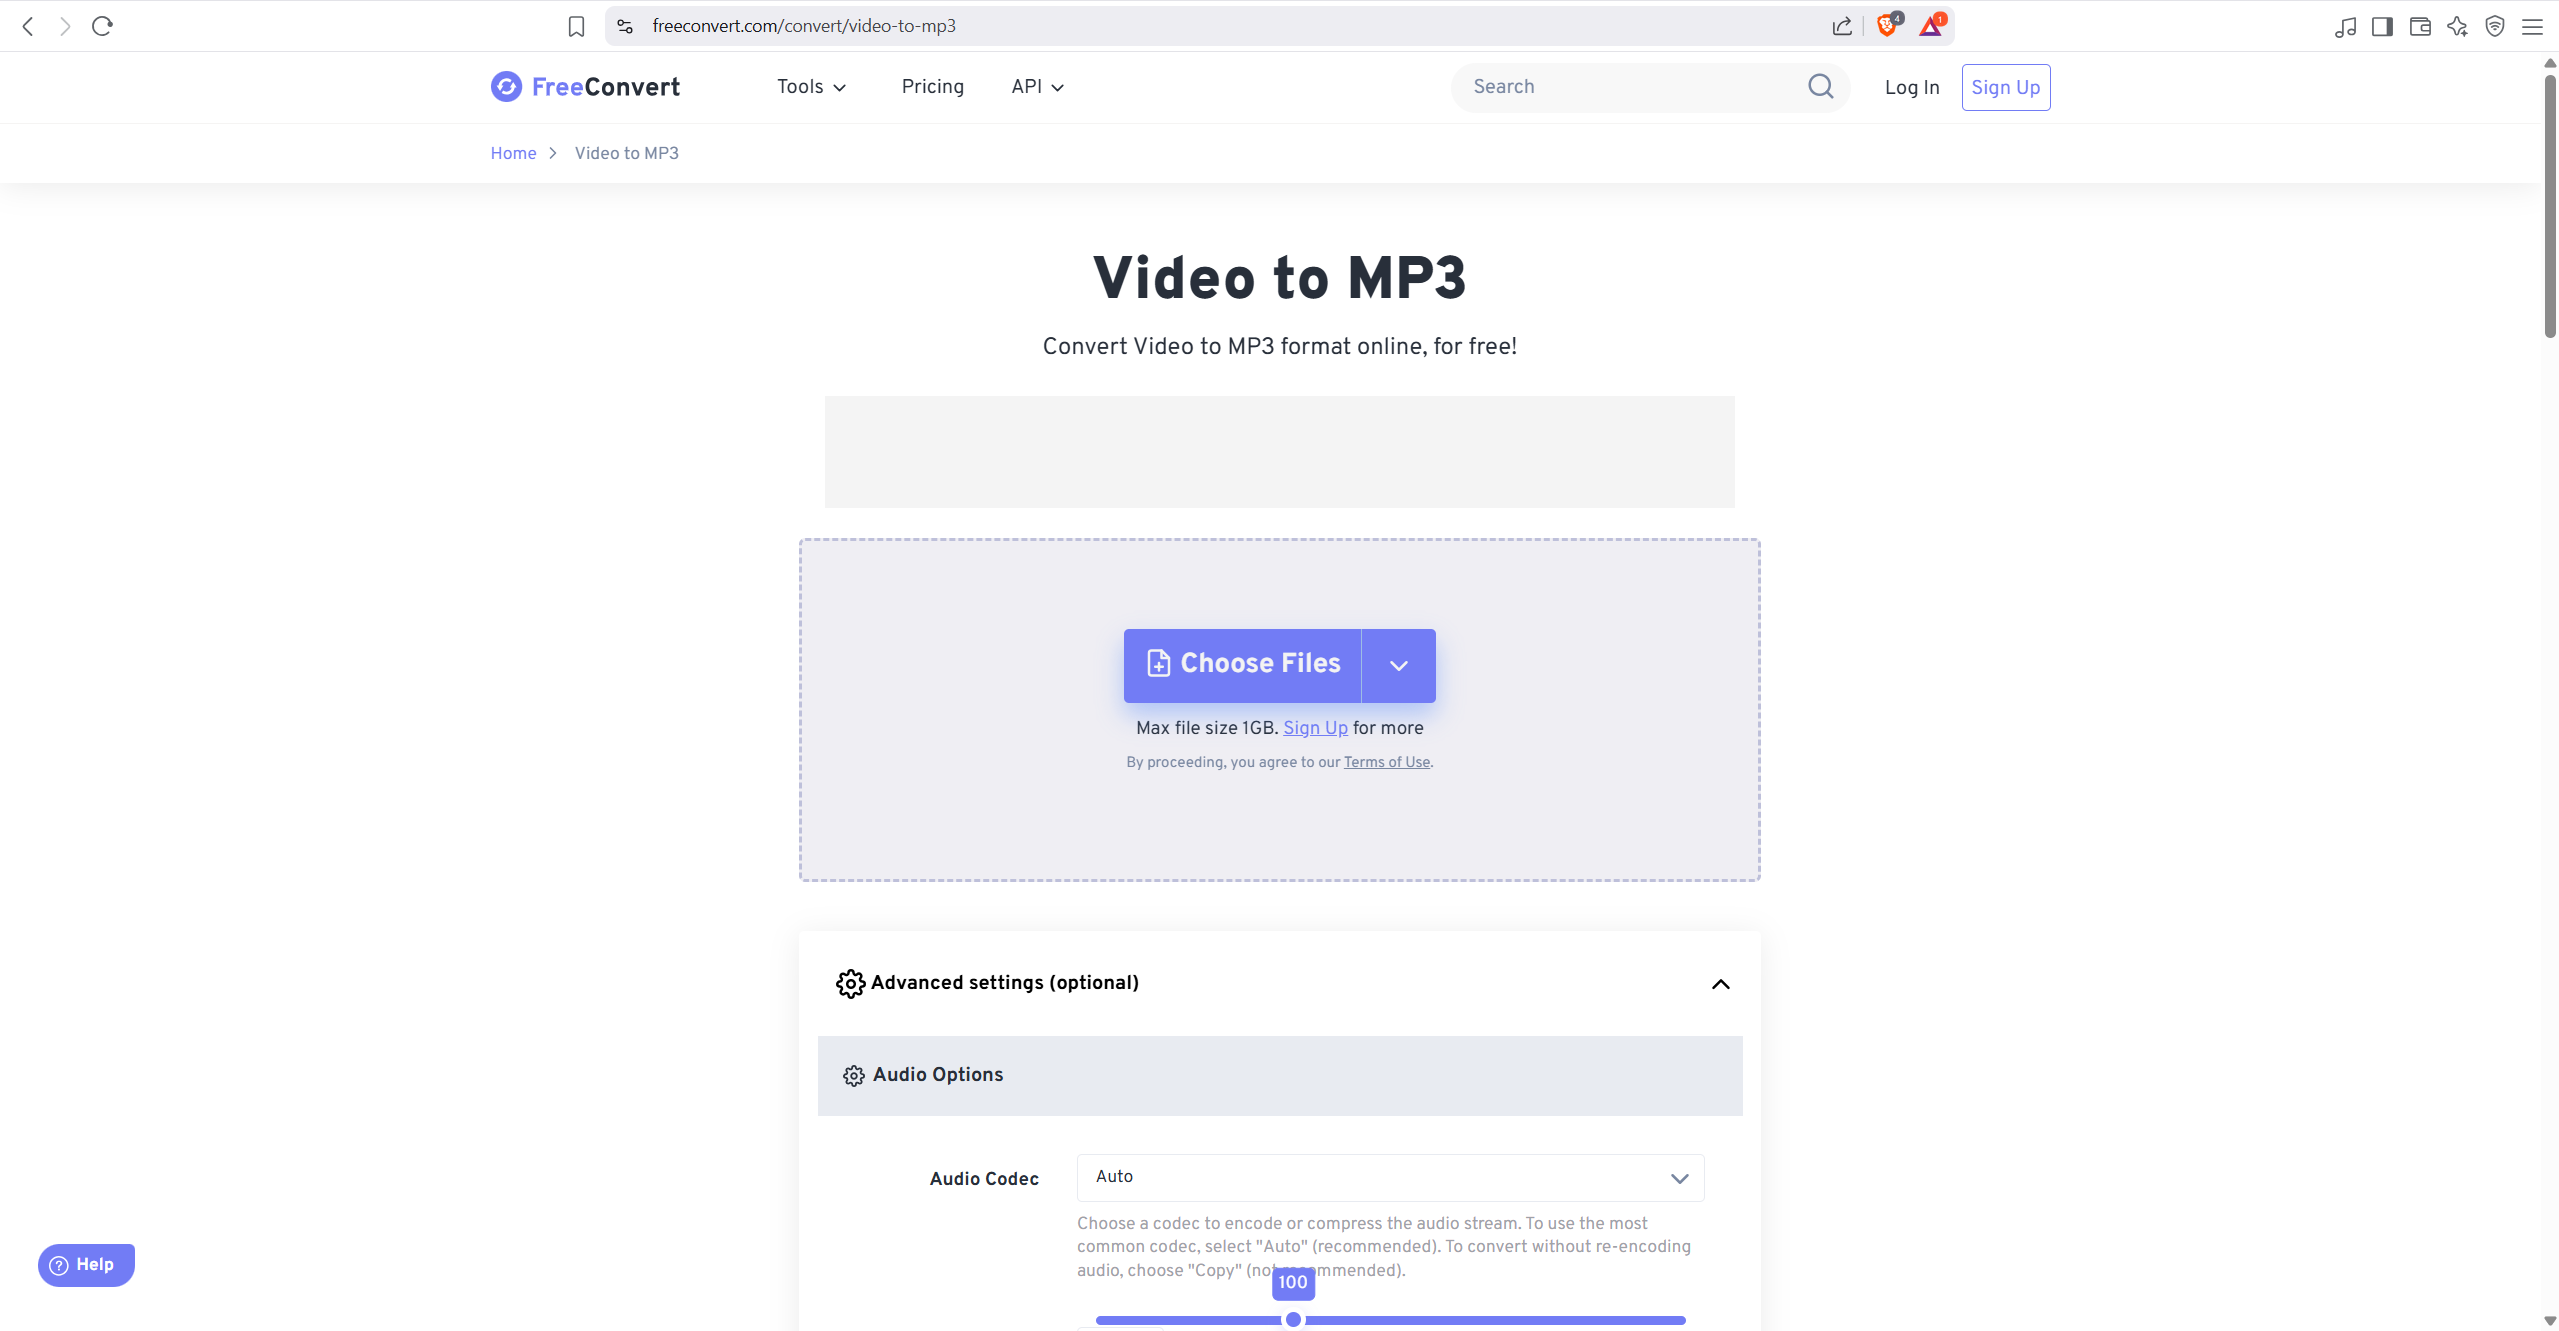 freeconvert.com/convert/video-to-mp3
4
1
FreeConvert
Tools
Pricing
API
Search
Log In
Sign Up
Home
Video to MP3
Video to MP3
Convert Video to MP3 format online, for free!
Choose Files
Max file size 1GB. Sign Up for more
By proceeding, you agree to our Terms of Use.
Advanced settings (optional)
Audio Options
Audio Codec
Auto
Choose a codec to encode or compress the audio stream. To use the most
common codec, select "Auto" (recommended). To convert without re-encoding
audio, choose "Copy" (not recommended).
100
Help